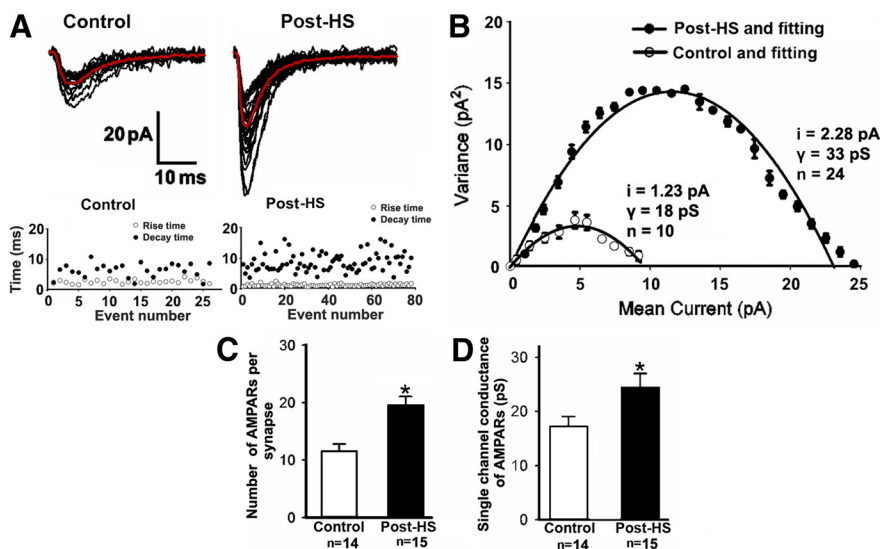 A
Control
Post-HS
20 pA
10 ms
Control
Rise time
Decay time
Post-HS
Rise time
Decay time
Time (ms)
20
10
0
0 5 10 15 20 25
Event number
20
10
0
0 20 40 60 80
Event number
B
Post-HS and fitting
Control and fitting
Variance (pA²)
20
15
10
5
0
i = 2.28 pA
γ = 33 pS
n = 24
i = 1.23 pA
γ = 18 pS
n = 10
0 5 10 15 20 25
Mean Current (pA)
C
Number of AMPARs per
synapse
30
20
10
0
*
Control
n=14
Post-HS
n=15
D
Single channel conductance
of AMPARs (pS)
30
20
10
0
*
Control
n=14
Post-HS
n=15